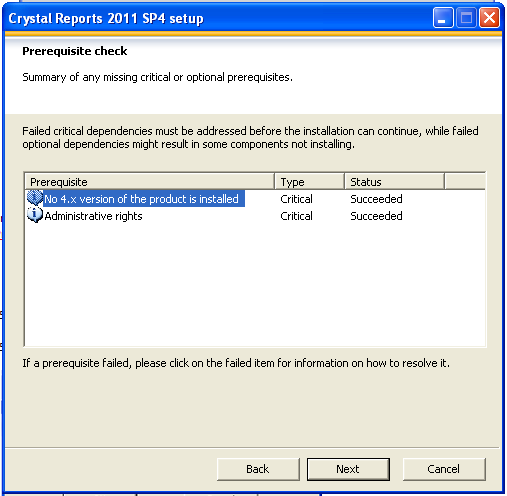 Crystal Reports 2011 SP4 setup
Prerequisite check
Summary of any missing critical or optional prerequisites.
Failed critical dependencies must be addressed before the installation can continue, while failed
optional dependencies might result in some components not installing.
Prerequisite Type Status
No 4.x version of the product is installed Critical Succeeded
Administrative rights Critical Succeeded
If a prerequisite failed, please click on the failed item for information on how to resolve it.
Back Next Cancel